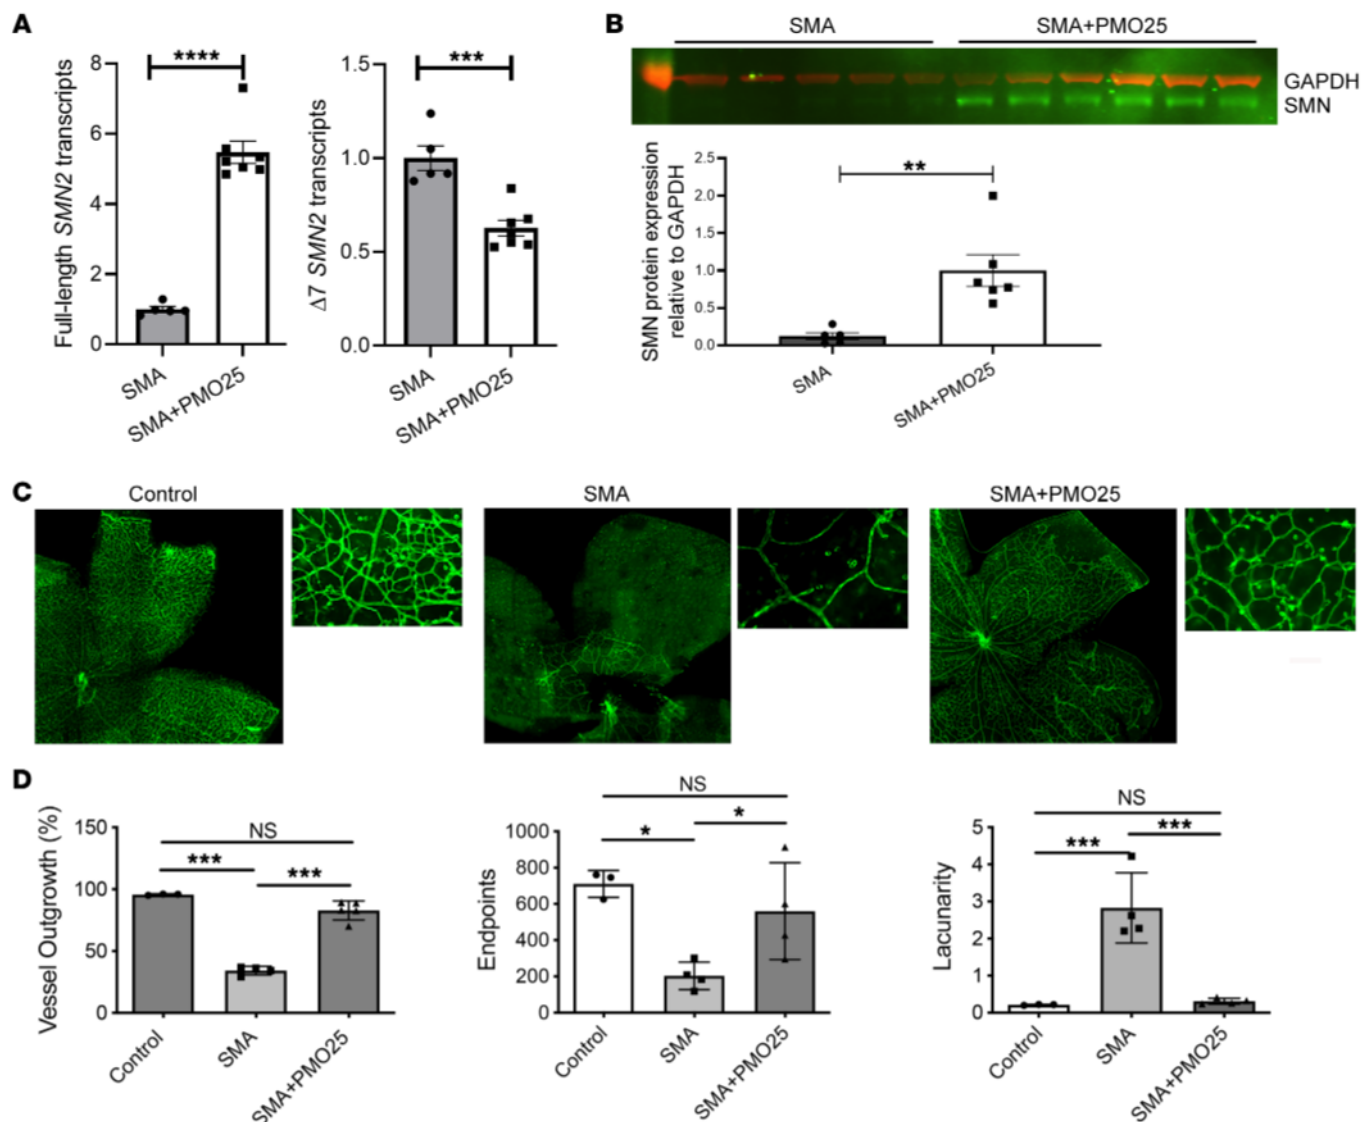 A
Full-length SMN2 transcripts
8
6
4
2
0
****
SMA
SMA+PMO25
Δ7 SMN2 transcripts
1.5
1.0
0.5
0.0
***
SMA
SMA+PMO25
B
SMA
SMA+PMO25
GAPDH
SMN
SMN protein expression
relative to GAPDH
2.5
2.0
1.5
1.0
0.5
0.0
**
SMA
SMA+PMO25
C
Control
SMA
SMA+PMO25
D
Vessel Outgrowth (%)
150
100
50
0
NS
***
***
Control
SMA
SMA+PMO25
Endpoints
1000
800
600
400
200
0
NS
*
*
Control
SMA
SMA+PMO25
Lacunarity
5
4
3
2
1
0
NS
***
***
Control
SMA
SMA+PMO25